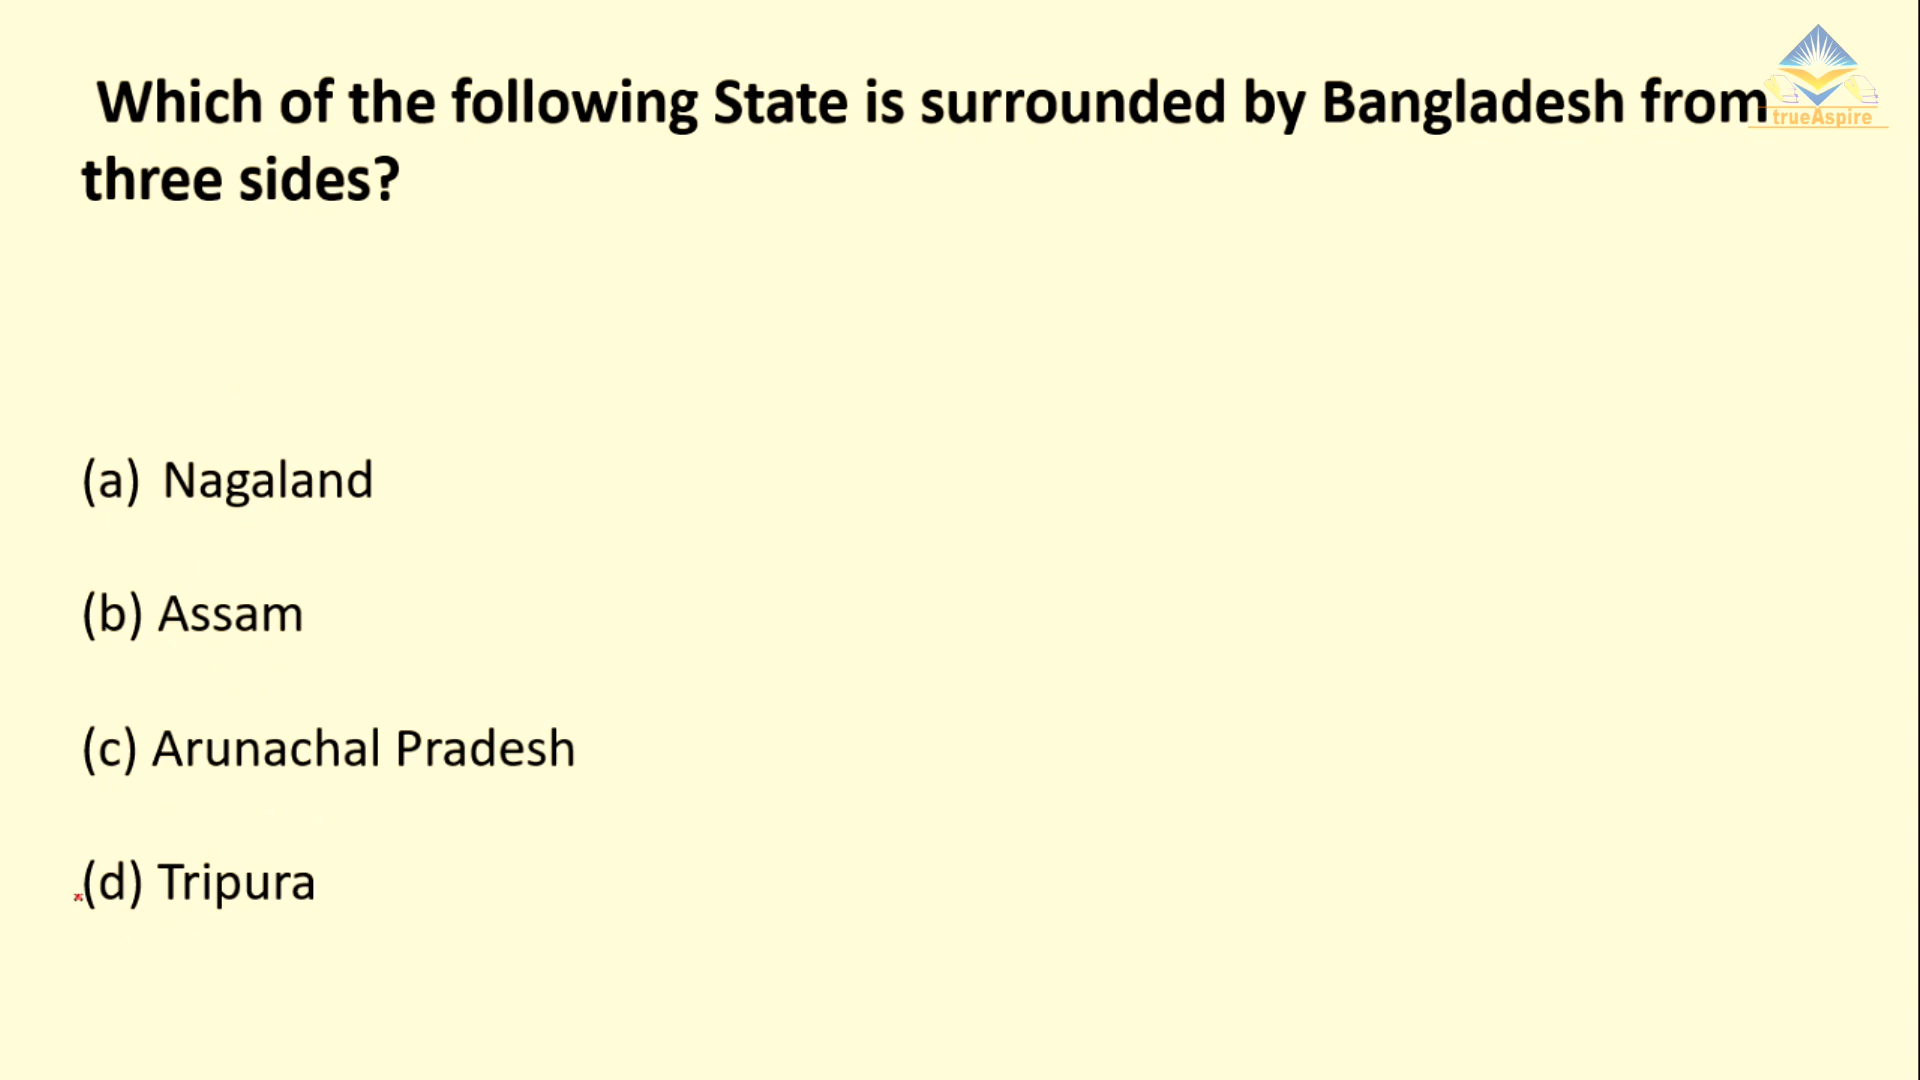 Which of the following State is surrounded by Bangladesh from
trueAspire
three sides?
(a) Nagaland
(b) Assam
(c) Arunachal Pradesh
(d) Tripura